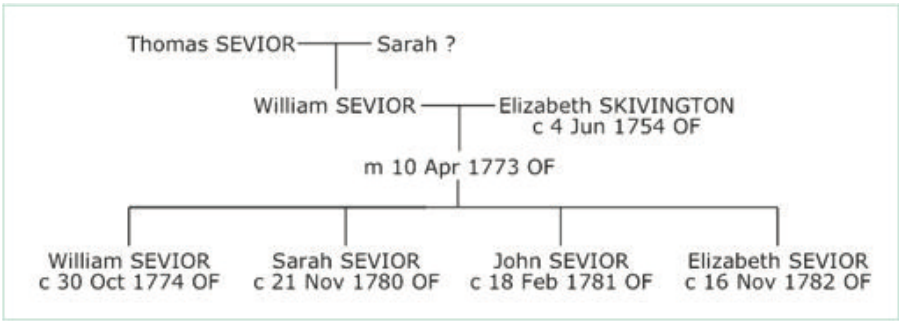 Thomas SEVIOR Sarah ?
William SEVIOR Elizabeth SKIVINGTON
c 4 Jun 1754 OF
m 10 Apr 1773 OF
William SEVIOR Sarah SEVIOR John SEVIOR Elizabeth SEVIOR
c 30 Oct 1774 OF c 21 Nov 1780 OF c 18 Feb 1781 OF c 16 Nov 1782 OF